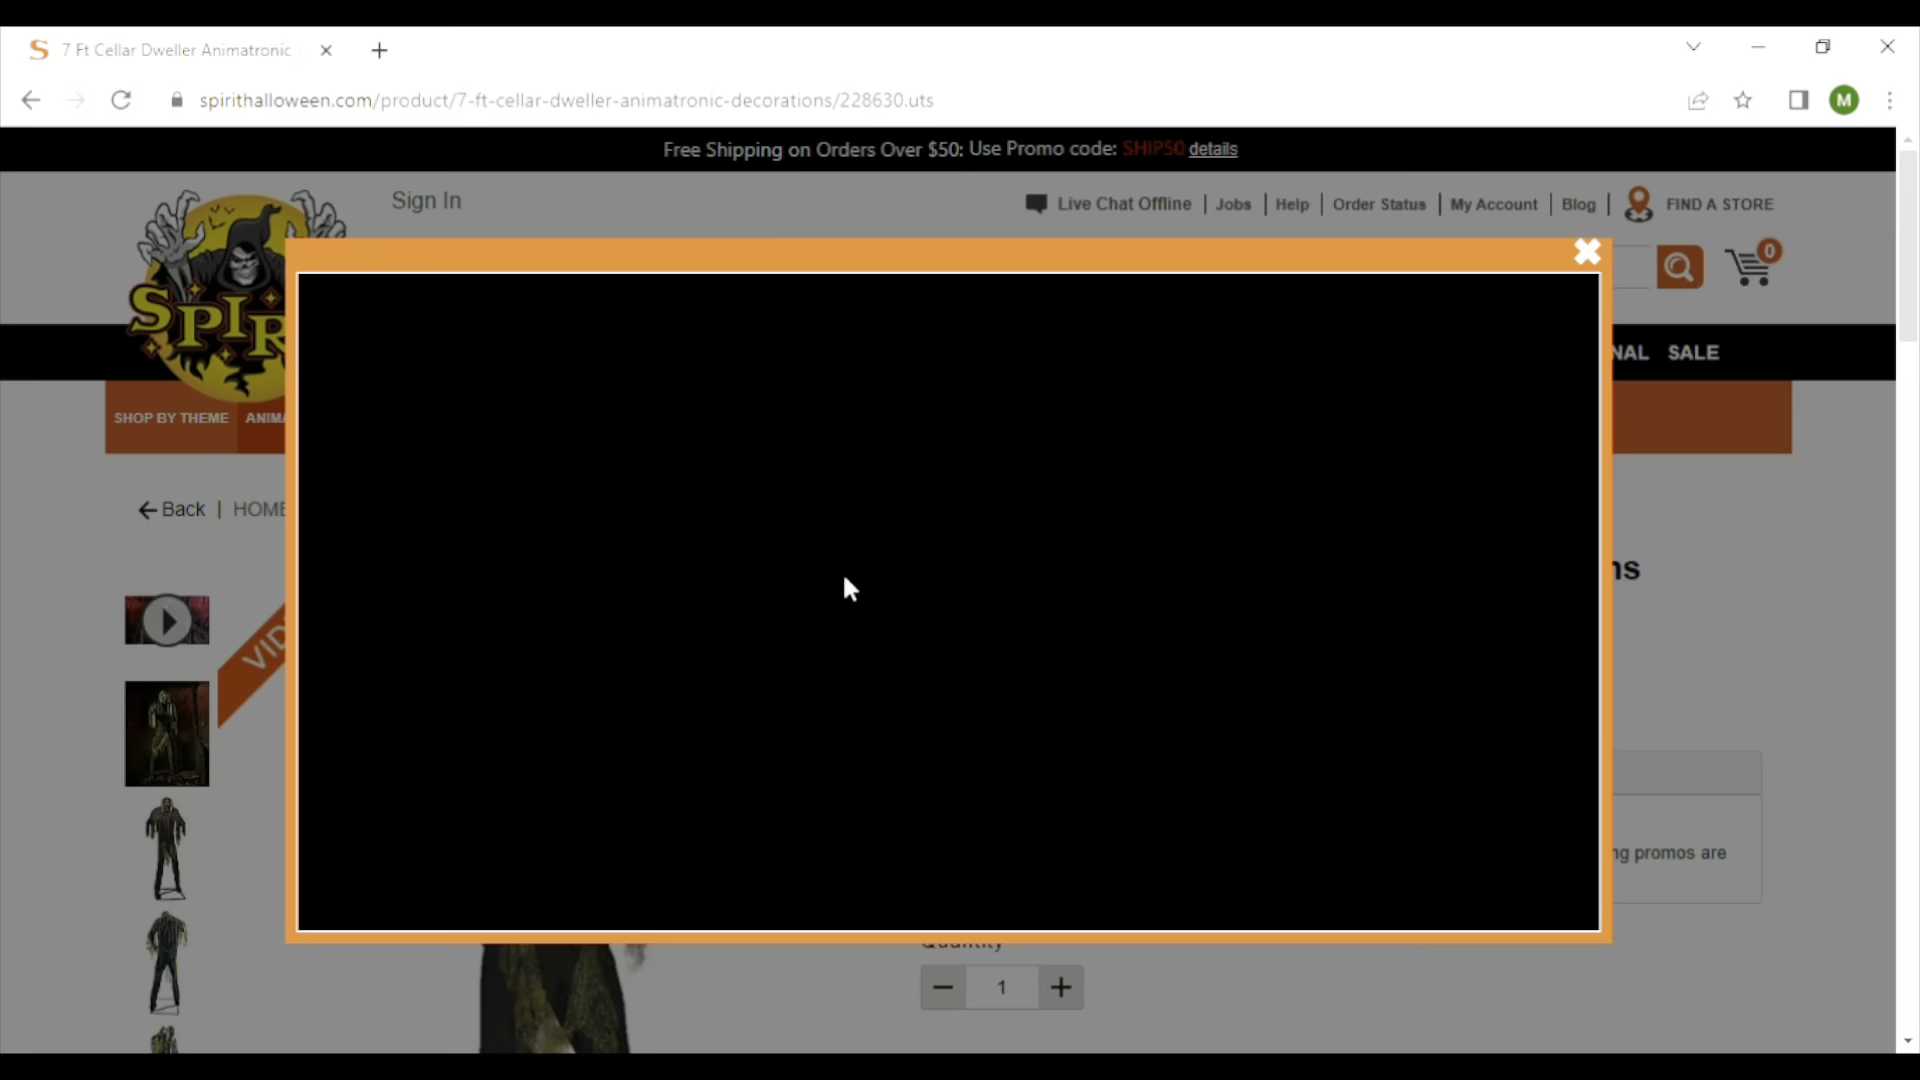 7 Ft Cellar Dweller Animatronic
spirithalloween.com/product/7-ft-cellar-dweller-animatronic-decorations/228630.uts
M
Free Shipping on Orders Over $50: Use Promo code: SHIP50 details
Sign In
Live Chat Offline | Jobs | Help | Order Status | My Account | Blog | FIND A STORE
0
SPIR
NAL SALE
SHOP BY THEME ANIMA
Back | HOME
ns
VID
ng promos are
Quantity
1